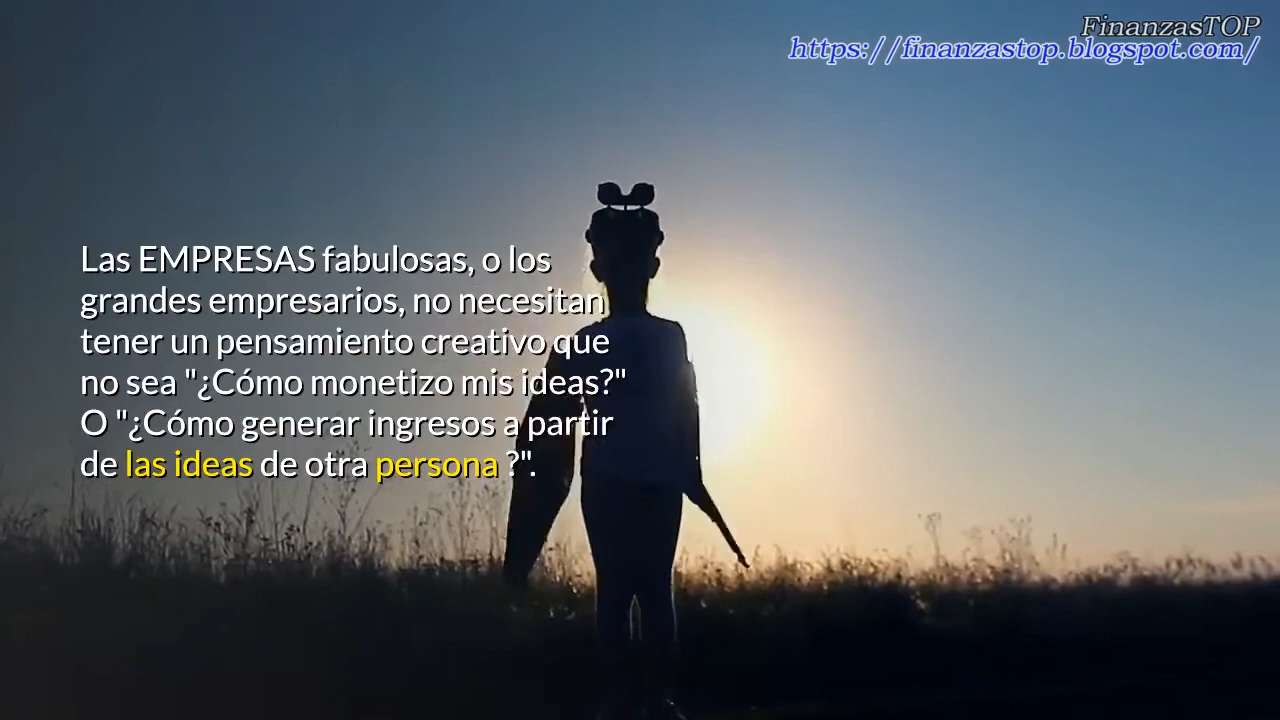 FinanzasTOP
https://finanzastop.blogspot.com/
Las EMPRESAS fabulosas, o los
grandes empresarios, no necesitan
tener un pensamiento creativo que
no sea "¿Cómo monetizo mis ideas?"
O "¿Cómo generar ingresos a partir
de las ideas de otra persona ?".